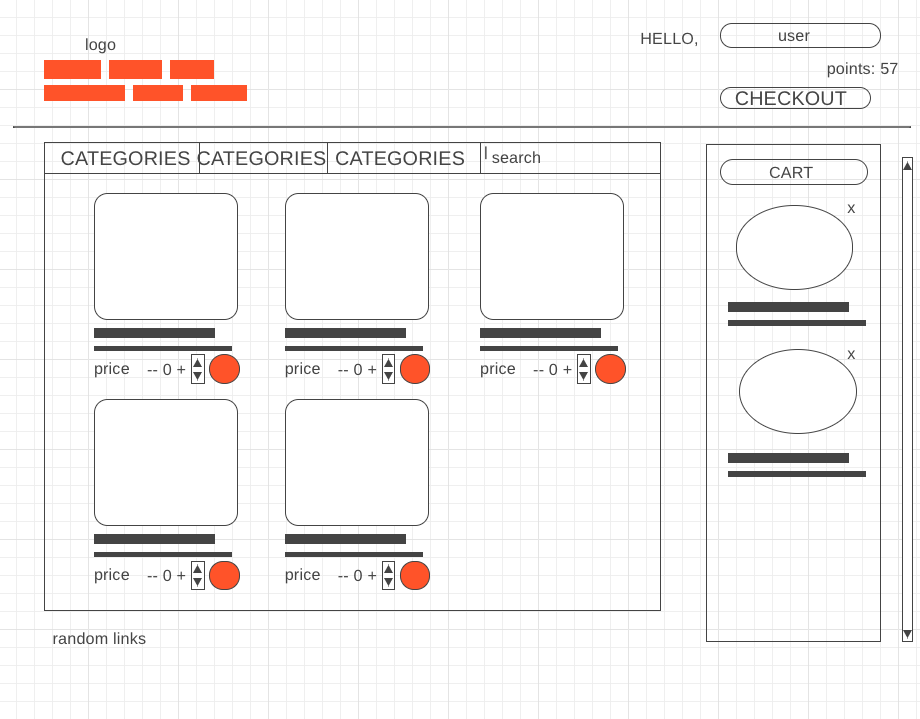 logo
HELLO, user
points: 57
CHECKOUT
CATEGORIES CATEGORIES CATEGORIES search
CART
x
x
price -- 0 + price -- 0 + price -- 0 +
price -- 0 + price -- 0 +
random links